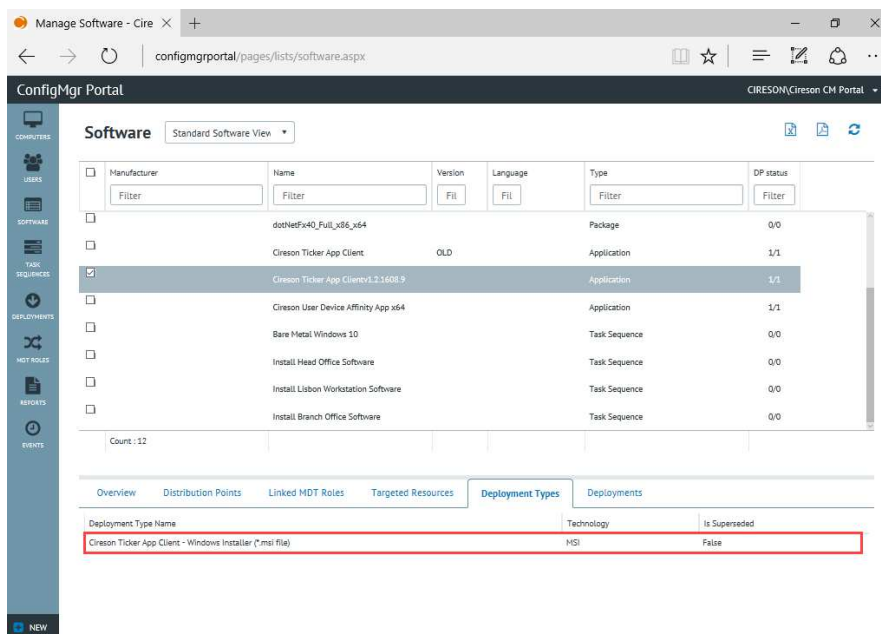 Manage Software - Cire
configmgrportal/pages/lists/software.aspx
ConfigMgr Portal
CIRESON\Cireson CM Portal
COMPUTERS
USERS
SOFTWARE
TASK SEQUENCES
DEPLOYMENTS
MDT ROLES
REPORTS
EVENTS
NEW
Software Standard Software View
Manufacturer Name Version Language Type DP status
Filter Filter Fil Fil Filter Filter
dotNetFx40_Full_x86_x64 Package 0/0
Cireson Ticker App Client OLD Application 1/1
Cireson Ticker App Clientv1.2.1608.9 Application 1/1
Cireson User Device Affinity App x64 Application 1/1
Bare Metal Windows 10 Task Sequence 0/0
Install Head Office Software Task Sequence 0/0
Install Lisbon Workstation Software Task Sequence 0/0
Install Branch Office Software Task Sequence 0/0
Count : 12
Overview Distribution Points Linked MDT Roles Targeted Resources Deployment Types Deployments
Deployment Type Name Technology Is Superseded
Cireson Ticker App Client - Windows Installer (*.msi file) MSI False